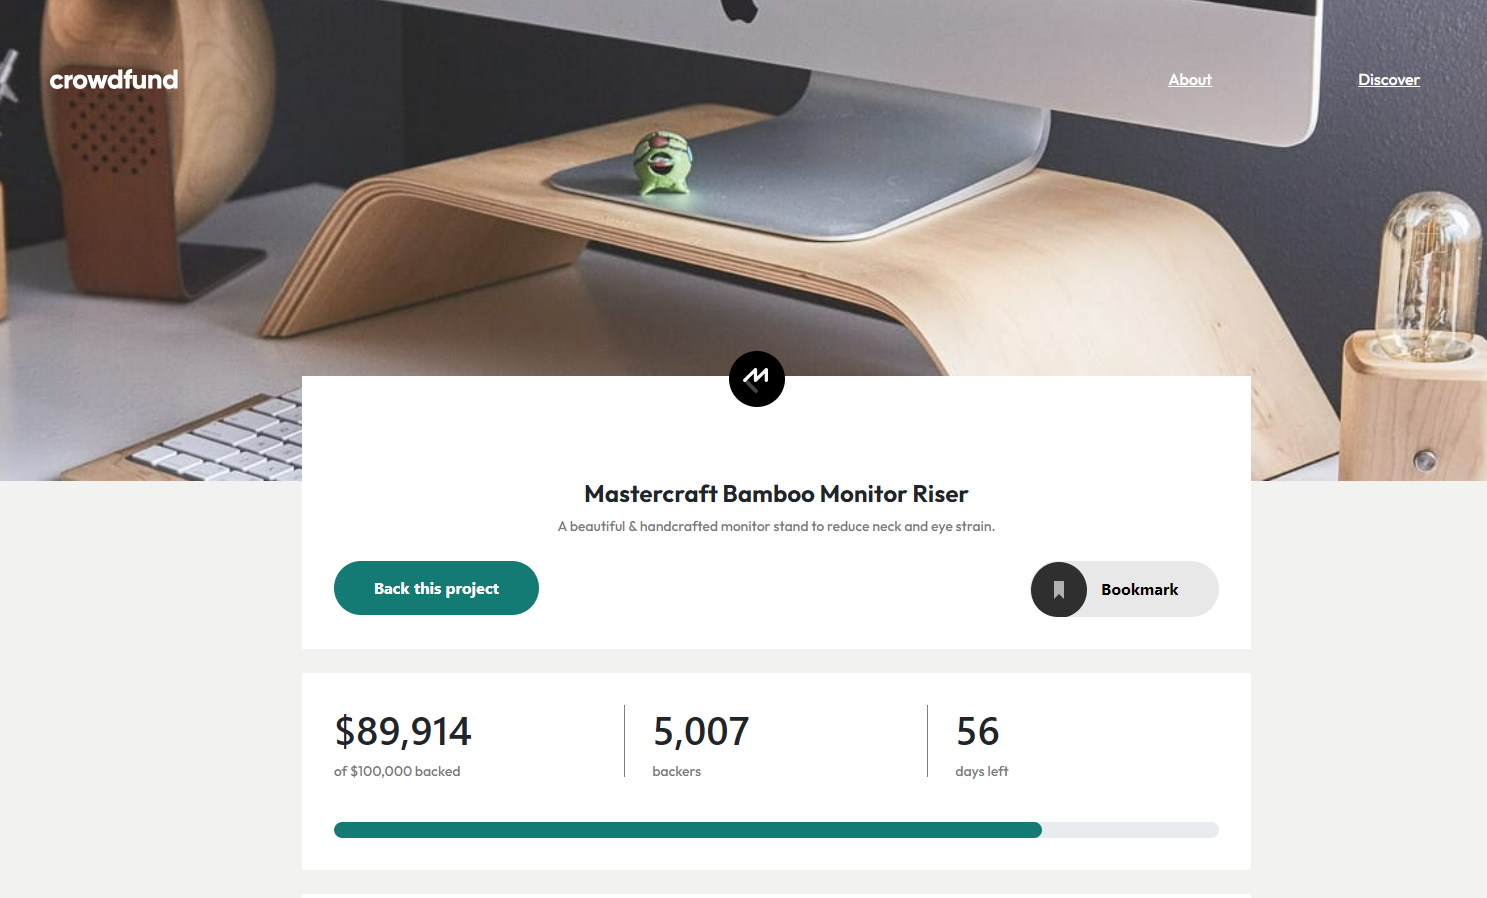 crowdfund
About
Discover
Mastercraft Bamboo Monitor Riser
A beautiful & handcrafted monitor stand to reduce neck and eye strain.
Back this project
Bookmark
$89,914
5,007
56
of $100,000 backed
backers
days left